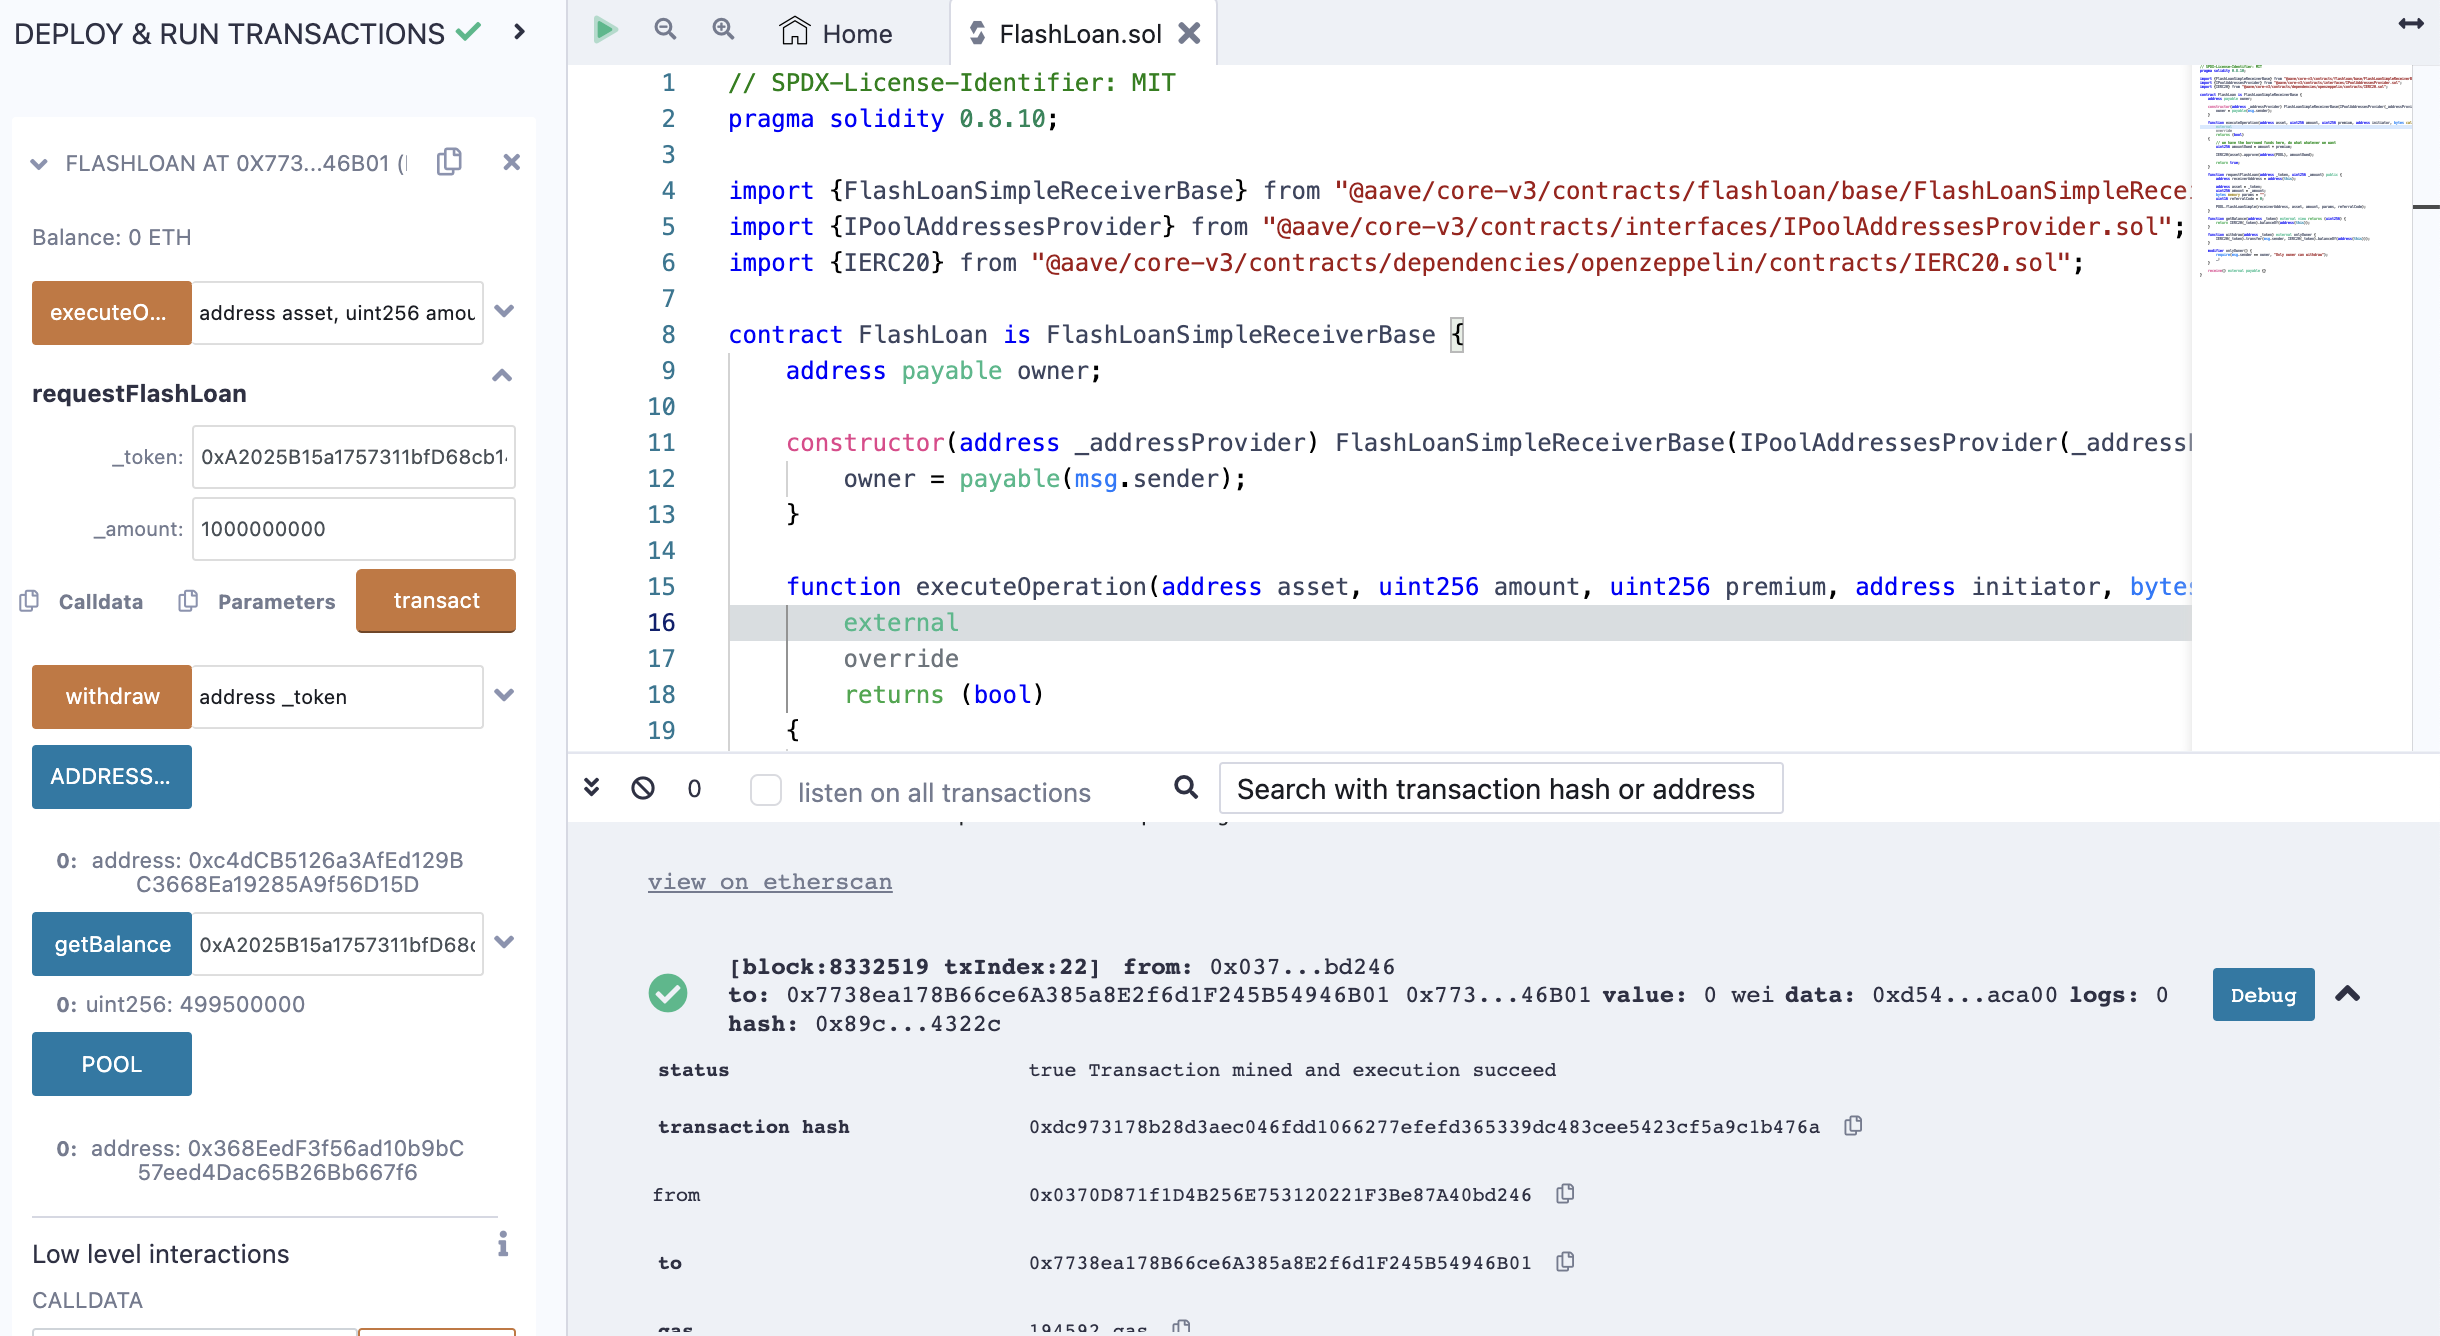 DEPLOY & RUN TRANSACTIONS
FLASHLOAN AT 0X773...46B01 (
Balance: 0 ETH
executeO... address asset, uint256 amou
requestFlashLoan
_token: 0xA2025B15a1757311bfD68cb1
_amount: 1000000000
Calldata Parameters transact
withdraw address _token
ADDRESS...
0: address: 0xc4dCB5126a3AfEd129B
C3668Ea19285A9f56D15D
getBalance 0xA2025B15a1757311bfD68c
0: uint256: 499500000
POOL
0: address: 0x368EedF3f56ad10b9bC
57eed4Dac65B26Bb667f6
Low level interactions
CALLDATA
Home FlashLoan.sol
1 // SPDX-License-Identifier: MIT
2 pragma solidity 0.8.10;
3
4 import {FlashLoanSimpleReceiverBase} from "@aave/core-v3/contracts/flashloan/base/FlashLoanSimpleRecei
5 import {IPoolAddressesProvider} from "@aave/core-v3/contracts/interfaces/IPoolAddressesProvider.sol";
6 import {IERC20} from "@aave/core-v3/contracts/dependencies/openzeppelin/contracts/IERC20.sol";
7
8 contract FlashLoan is FlashLoanSimpleReceiverBase {
9 address payable owner;
10
11 constructor(address _addressProvider) FlashLoanSimpleReceiverBase(IPoolAddressesProvider(_address
12 owner = payable(msg.sender);
13 }
14
15 function executeOperation(address asset, uint256 amount, uint256 premium, address initiator, bytes
16 external
17 override
18 returns (bool)
19 {
0 listen on all transactions Search with transaction hash or address
view on etherscan
[block:8332519 txIndex:22] from: 0x037...bd246
to: 0x7738ea178B66ce6A385a8E2f6d1F245B54946B01 0x773...46B01 value: 0 wei data: 0xd54...aca00 logs: 0
hash: 0x89c...4322c
Debug
status true Transaction mined and execution succeed
transaction hash 0xdc973178b28d3aec046fdd1066277efefd365339dc483cee5423cf5a9c1b476a
from 0x0370D871f1D4B256E753120221F3Be87A40bd246
to 0x7738ea178B66ce6A385a8E2f6d1F245B54946B01
gas 194592 gas